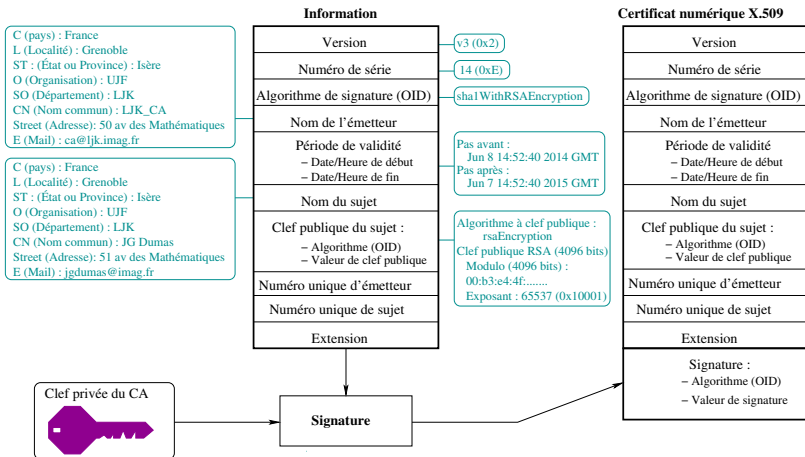 Information
Certificat numérique X.509
C (pays) : France
L (Localité) : Grenoble
ST : (État ou Province) : Isère
O (Organisation) : UJF
SO (Département) : LJK
CN (Nom commun) : LJK_CA
Street (Adresse): 50 av des Mathématiques
E (Mail) : ca@ljk.imag.fr
C (pays) : France
L (Localité) : Grenoble
ST : (État ou Province) : Isère
O (Organisation) : UJF
SO (Département) : LJK
CN (Nom commun) : JG Dumas
Street (Adresse): 51 av des Mathématiques
E (Mail) : jgdumas@imag.fr
Version
Numéro de série
Algorithme de signature (OID)
Nom de l'émetteur
Période de validité
– Date/Heure de début
– Date/Heure de fin
Nom du sujet
Clef publique du sujet :
– Algorithme (OID)
– Valeur de clef publique
Numéro unique d'émetteur
Numéro unique de sujet
Extension
v3 (0x2)
14 (0xE)
sha1WithRSAEncryption
Pas avant :
Jun 8 14:52:40 2014 GMT
Pas après :
Jun 7 14:52:40 2015 GMT
Algorithme à clef publique :
rsaEncryption
Clef publique RSA (4096 bits)
Modulo (4096 bits) :
00:b3:e4:4f:.......
Exposant : 65537 (0x10001)
Version
Numéro de série
Algorithme de signature (OID)
Nom de l'émetteur
Période de validité
– Date/Heure de début
– Date/Heure de fin
Nom du sujet
Clef publique du sujet :
– Algorithme (OID)
– Valeur de clef publique
Numéro unique d'émetteur
Numéro unique de sujet
Extension
Signature :
– Algorithme (OID)
– Valeur de signature
Clef privée du CA
Signature